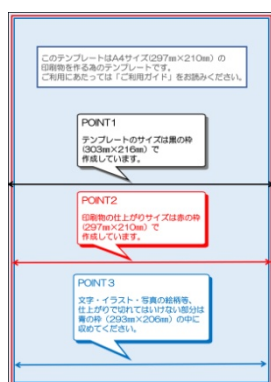 このテンプレートはA4サイズ(297㎜×210㎜)の
印刷物を作る為のテンプレートです。
ご利用にあたっては「ご利用ガイド」をお読みください。
POINT1
テンプレートのサイズは黒の枠
(303㎜×216㎜)で
作成しています。
POINT2
印刷物の仕上がりサイズは赤の枠
(297㎜×210㎜)で
作成しています。
POINT3
文字・イラスト・写真の絵柄等、
仕上がりで切れてはいけない部分は
青の枠(293㎜×206㎜)の中に
収めてください。